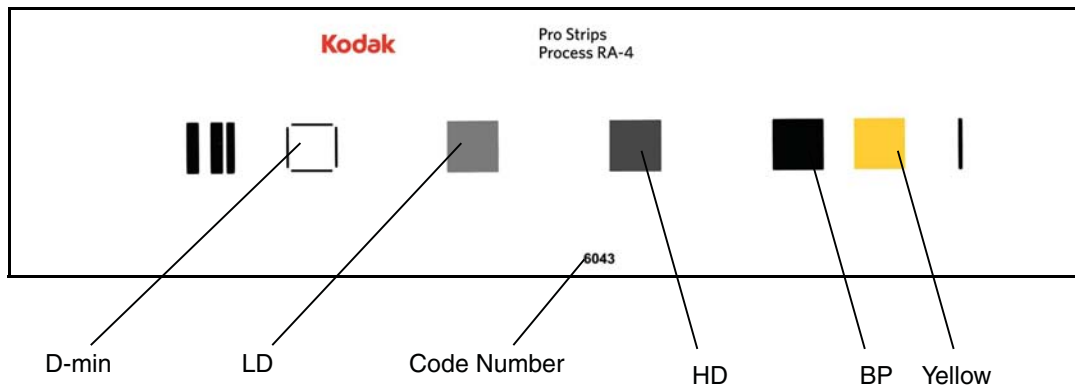 Kodak
Pro Strips
Process RA-4
6043
D-min
LD
Code Number
HD
BP
Yellow